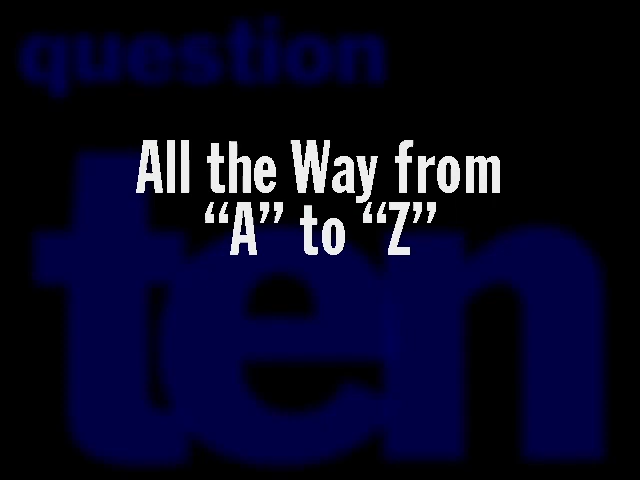 question
ten
All the Way from
“A” to “Z”